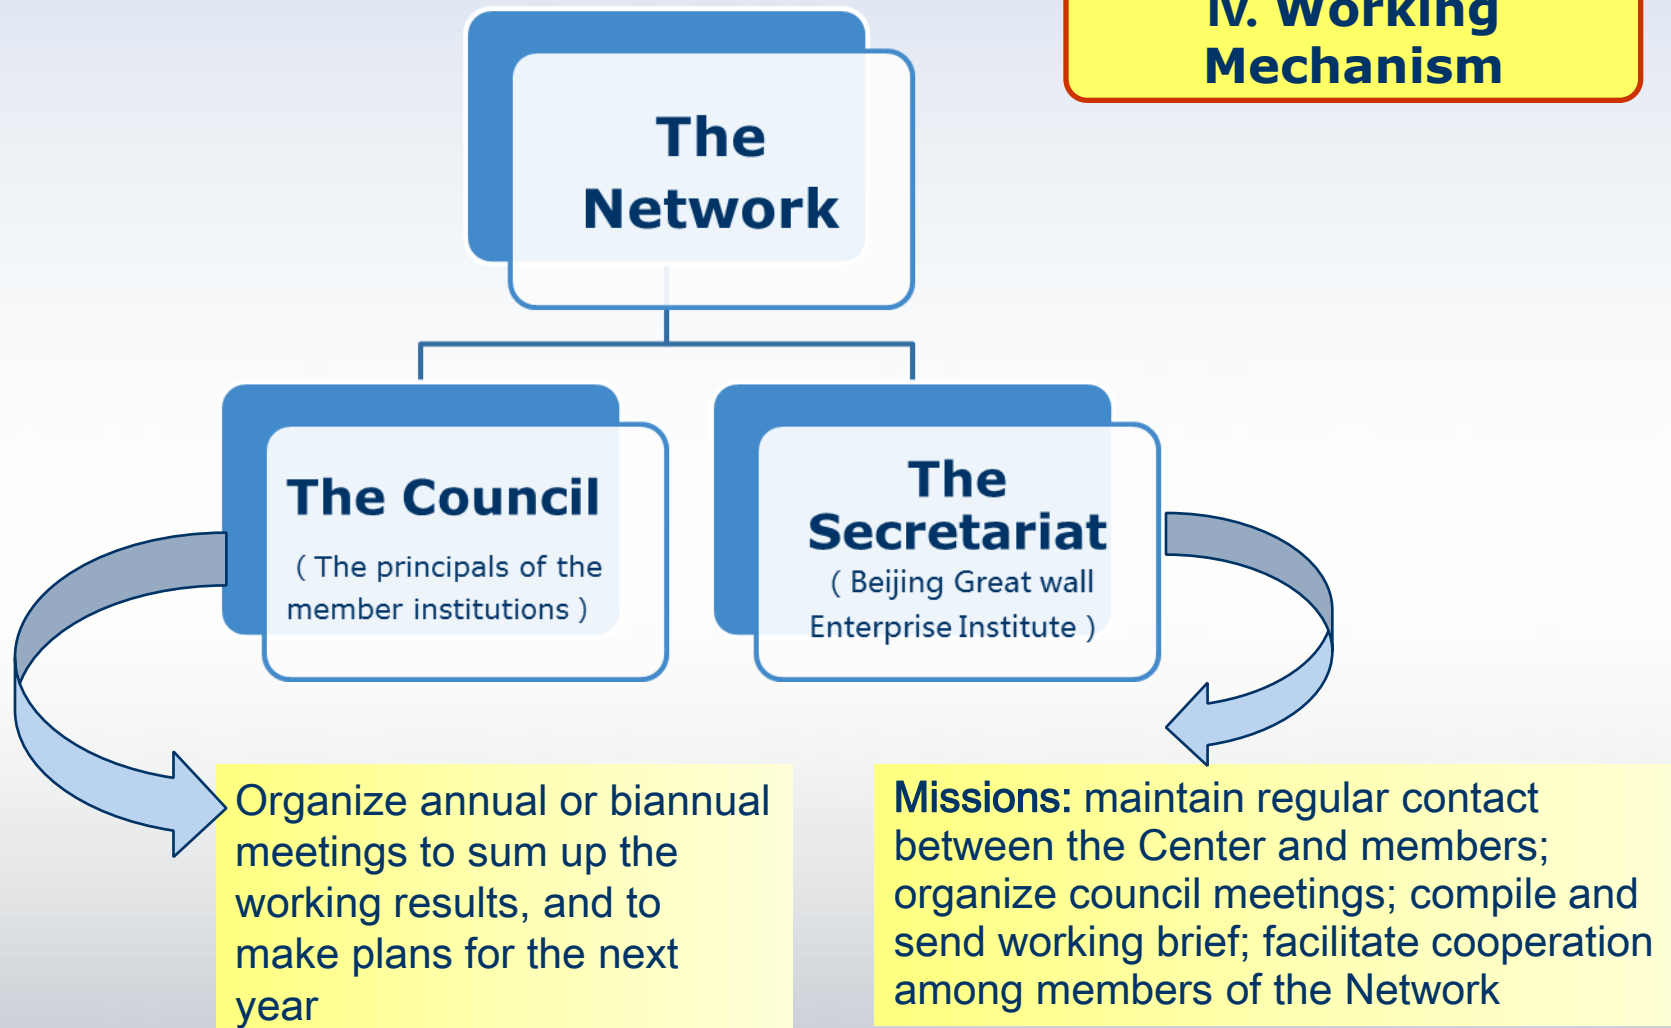 iv. Working
Mechanism
The
Network
The Council
( The principals of the
member institutions )
The
Secretariat
( Beijing Great wall
Enterprise Institute )
Organize annual or biannual
meetings to sum up the
working results, and to
make plans for the next
year
Missions: maintain regular contact
between the Center and members;
organize council meetings; compile and
send working brief; facilitate cooperation
among members of the Network